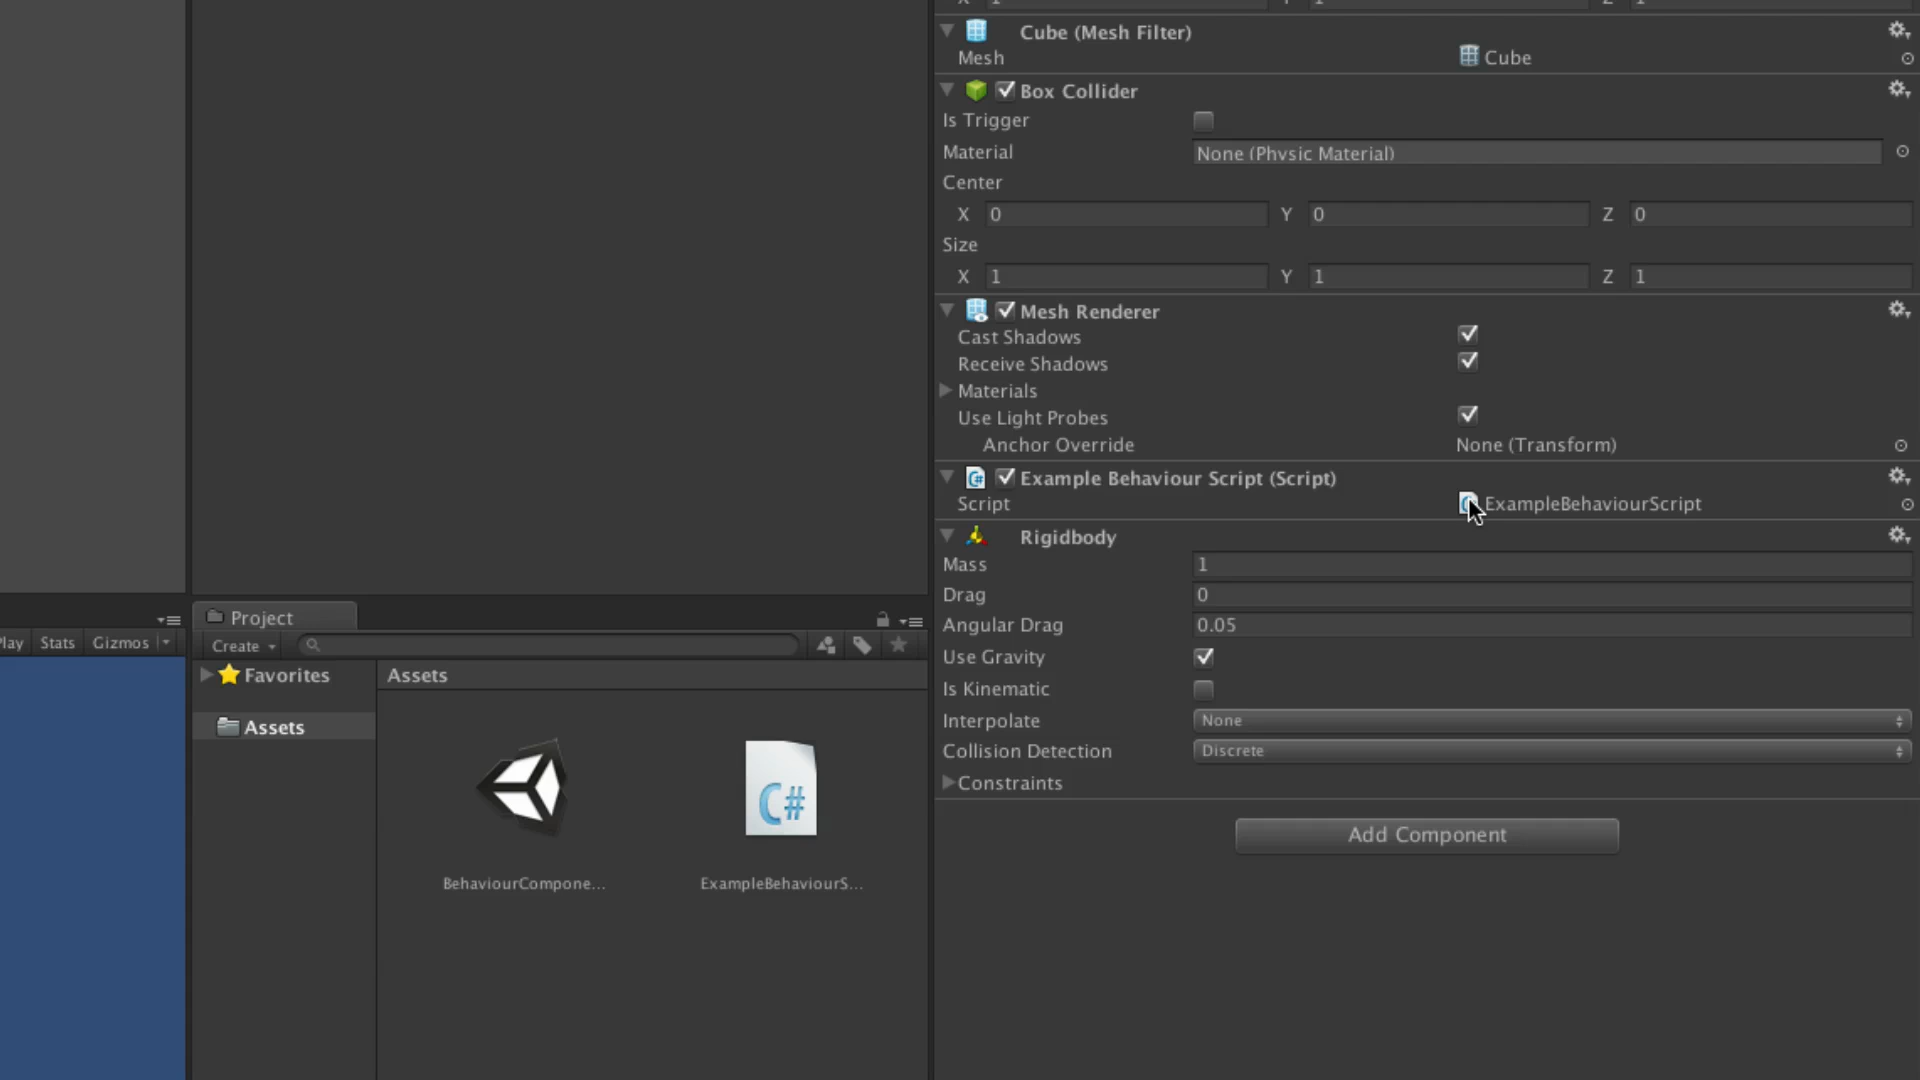 X 1 Y 1 Z 1
Cube (Mesh Filter)
Mesh Cube
Box Collider
Is Trigger
Material None (Physic Material)
Center
X 0 Y 0 Z 0
Size
X 1 Y 1 Z 1
Mesh Renderer
Cast Shadows
Receive Shadows
Materials
Use Light Probes
Anchor Override None (Transform)
C# Example Behaviour Script (Script)
Script ExampleBehaviourScript
Rigidbody
Mass 1
Drag 0
Angular Drag 0.05
Use Gravity
Is Kinematic
Interpolate None
Collision Detection Discrete
Constraints
Add Component
Stats Gizmos
Project
Create
Favorites
Assets
Assets
C#
BehaviourCompone...
ExampleBehaviourS...